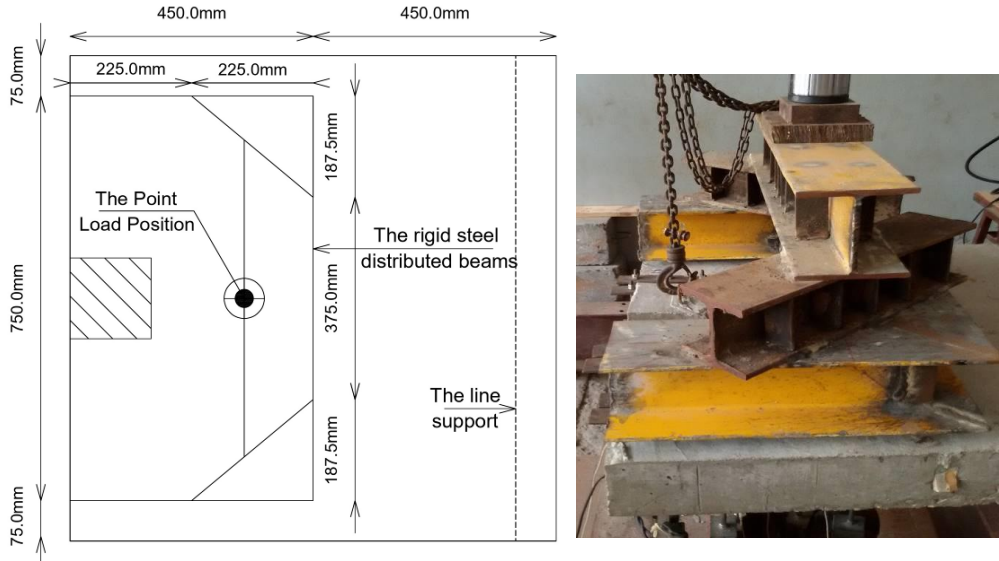 450.0mm
450.0mm
75.0mm
225.0mm
225.0mm
187.5mm
The Point
Load Position
The rigid steel
distributed beams
750.0mm
375.0mm
The line
support
187.5mm
75.0mm